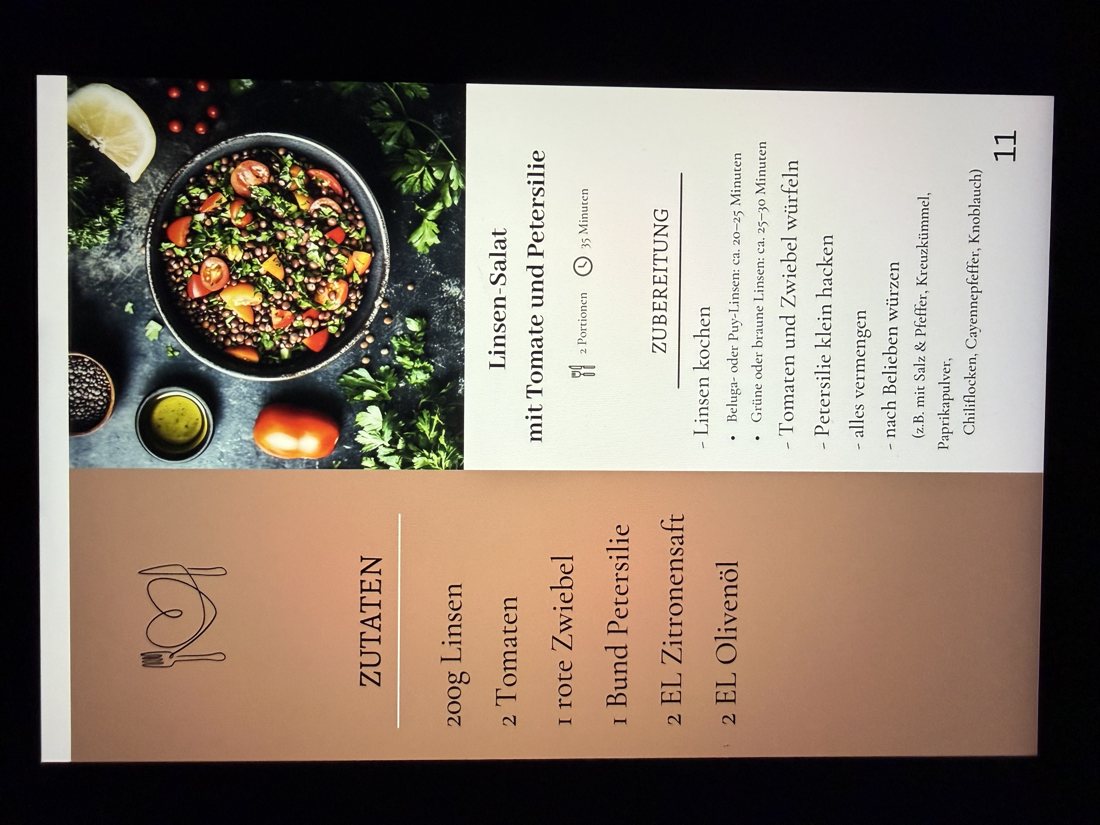 Linsen-Salat
mit Tomate und Petersilie
2 Portionen 35 Minuten
ZUTATEN
200g Linsen
2 Tomaten
1 rote Zwiebel
1 Bund Petersilie
2 EL Zitronensaft
2 EL Olivenöl
ZUBEREITUNG
- Linsen kochen
• Beluga- oder Puy-Linsen: ca. 20–25 Minuten
• Grüne oder braune Linsen: ca. 25–30 Minuten
- Tomaten und Zwiebel würfeln
- Petersilie klein hacken
- alles vermengen
- nach Belieben würzen
(z.B. mit Salz & Pfeffer, Kreuzkümmel,
Paprikapulver,
Chiliflocken, Cayennepfeffer, Knoblauch)
11